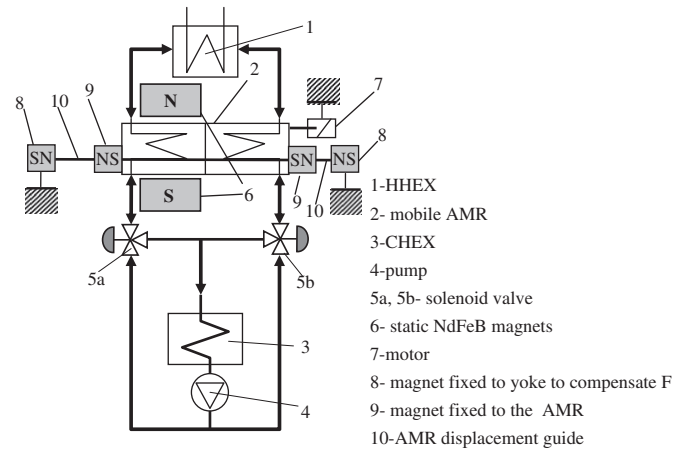 1
2
N
8
10
9
7
8
SN
NS
SN
NS
S
6
9
10
5a
5b
3
4
1-HHEX
2- mobile AMR
3-CHEX
4-pump
5a, 5b- solenoid valve
6- static NdFeB magnets
7-motor
8- magnet fixed to yoke to compensate F
9- magnet fixed to the AMR
10-AMR displacement guide